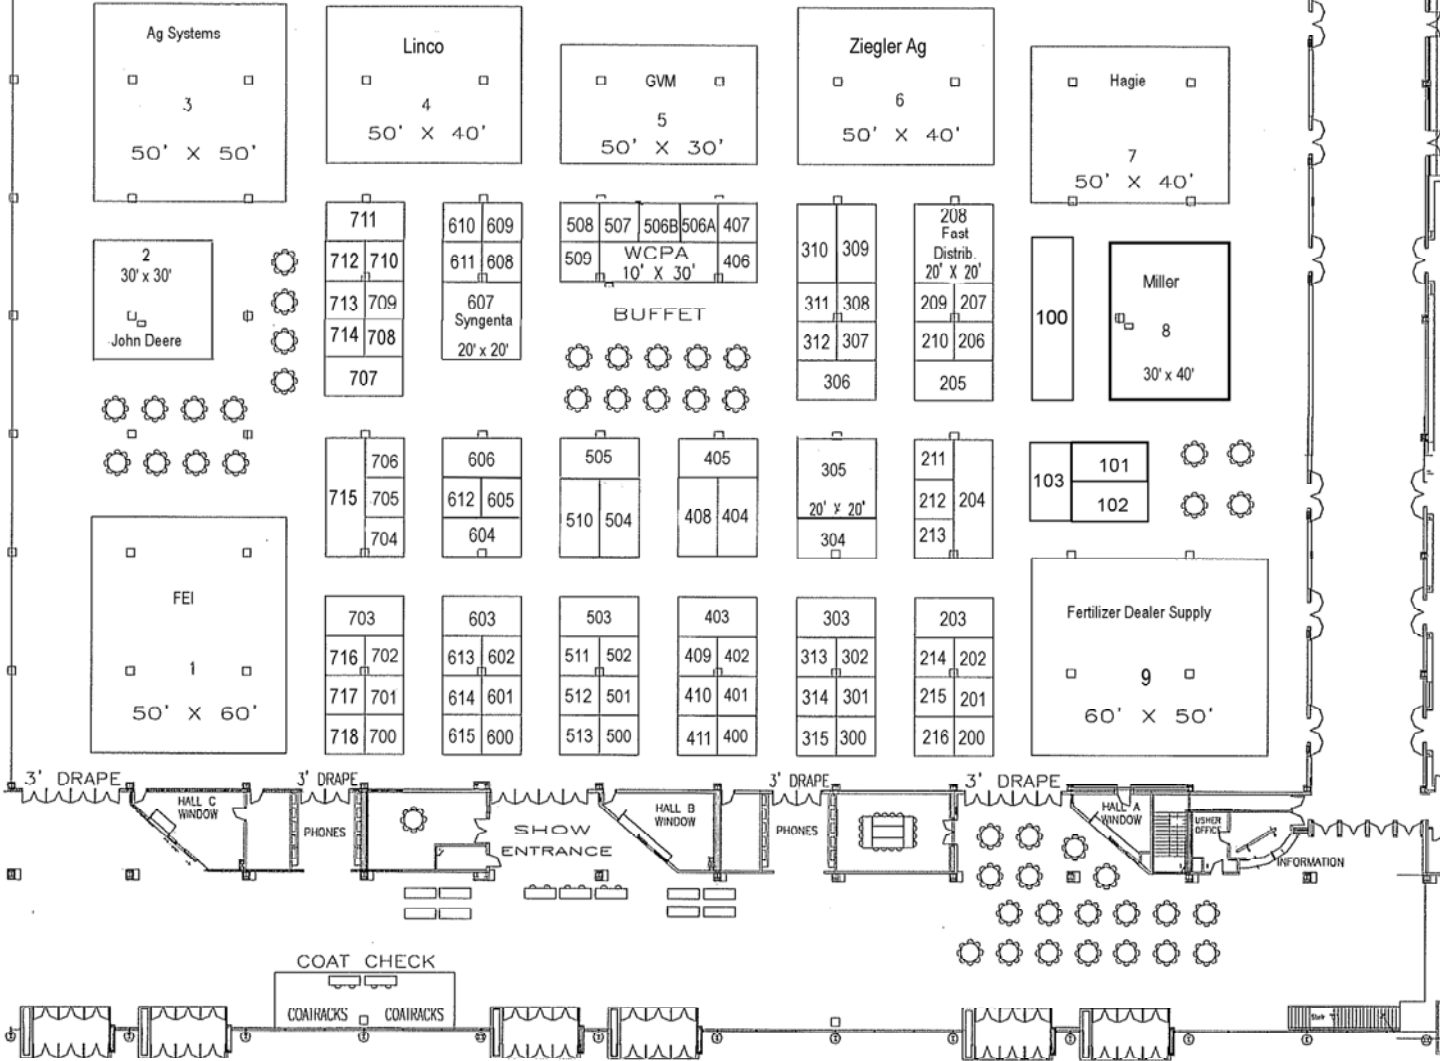 Ag Systems
3
50' X 50'
Linco
4
50' X 40'
GVM
5
50' X 30'
Ziegler Ag
6
50' X 40'
Hagie
7
50' X 40'
2
30' x 30'
John Deere
711
712 710
713 709
714 708
707
610 609
611 608
607
Syngenta
20' x 20'
508 507 506B 506A 407
509 WCPA 406
10' X 30'
BUFFET
310 309
311 308
312 307
306
208
Fast
Distrib.
20' X 20'
209 207
210 206
205
100
Miller
8
30' x 40'
715 706
705
704
606
612 605
604
505
510 504
405
408 404
305
20' X 20'
304
211
212 204
213
103 101
102
FEI
1
50' X 60'
703
716 702
717 701
718 700
603
613 602
614 601
615 600
503
511 502
512 501
513 500
403
409 402
410 401
411 400
303
313 302
314 301
315 300
203
214 202
215 201
216 200
Fertilizer Dealer Supply
9
60' X 50'
3' DRAPE
3' DRAPE
3' DRAPE
3' DRAPE
HALL C
WINDOW
PHONES
SHOW
ENTRANCE
HALL B
WINDOW
PHONES
HALL A
WINDOW
USHER
OFFICE
INFORMATION
COAT CHECK
COATRACKS COATRACKS